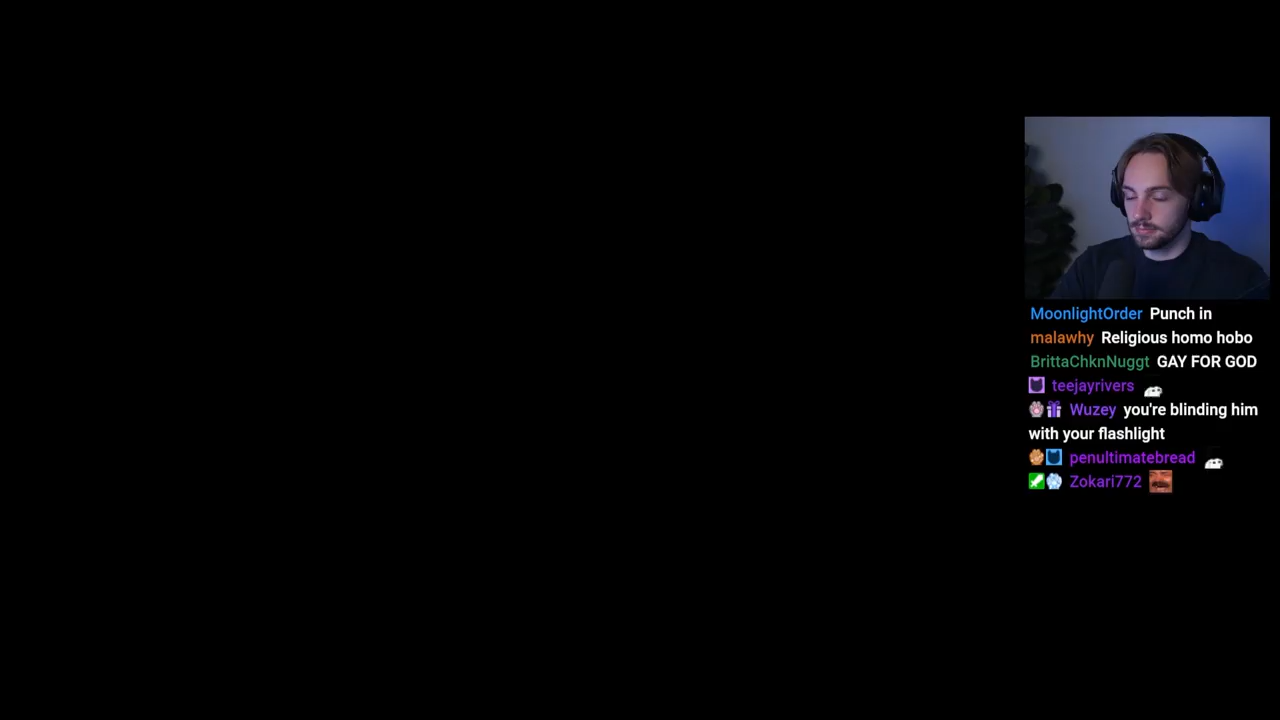 MoonlightOrder Punch in
malawhy Religious homo hobo
BrittaChknNuggt GAY FOR GOD
teejayrivers
Wuzey you're blinding him
with your flashlight
penultimatebread
Zokari772